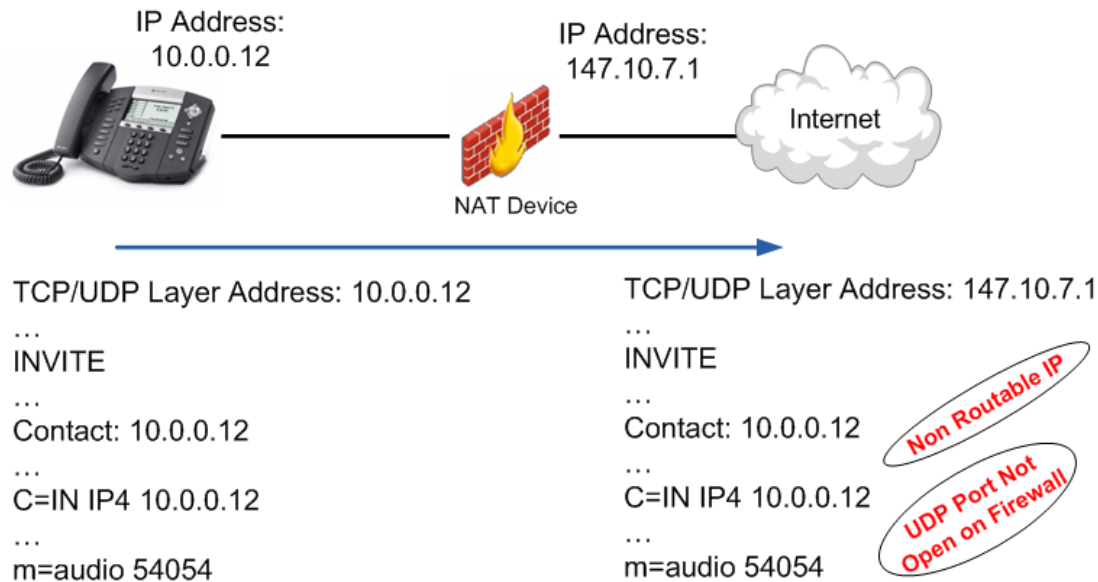 IP Address:
10.0.0.12
IP Address:
147.10.7.1
Internet
NAT Device
TCP/UDP Layer Address: 10.0.0.12
…
INVITE
…
Contact: 10.0.0.12
…
C=IN IP4 10.0.0.12
…
m=audio 54054
TCP/UDP Layer Address: 147.10.7.1
…
INVITE
…
Contact: 10.0.0.12
…
C=IN IP4 10.0.0.12
…
m=audio 54054
Non Routable IP
UDP Port Not
Open on Firewall